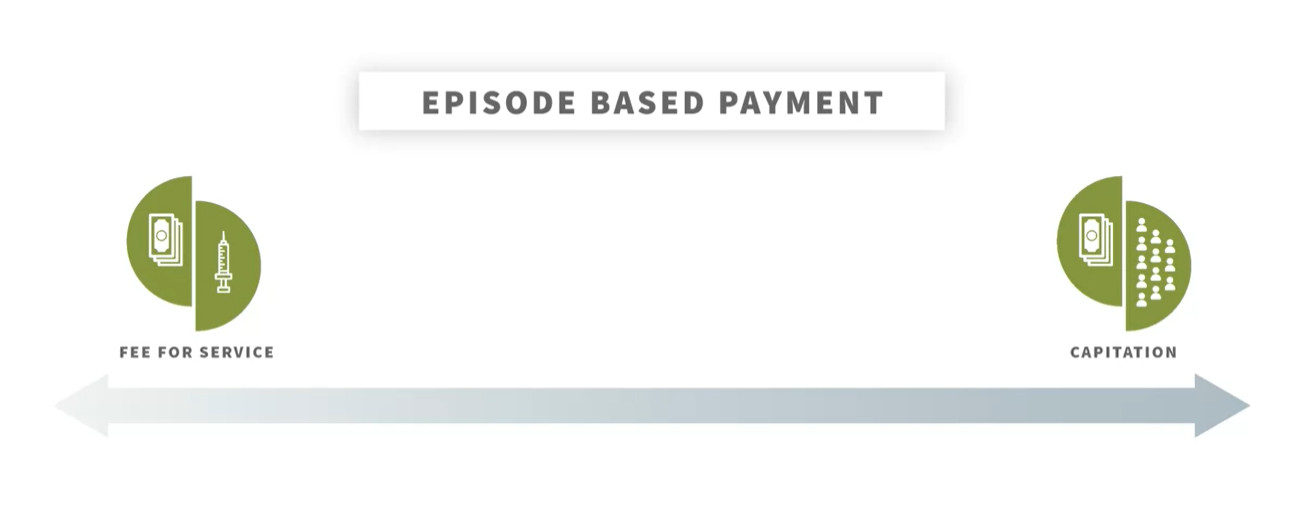 EPISODE BASED PAYMENT
FEE FOR SERVICE
CAPITATION